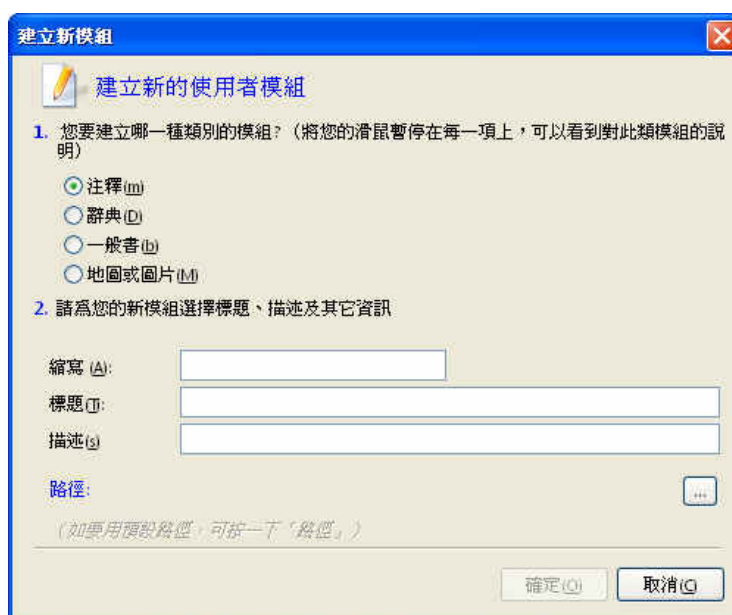 建立新模組
建立新的使用者模組
1. 您要建立哪一種類別的模組? (將您的滑鼠暫停在每一項上，可以看到對此類模組的說
明)
注釋(m)
辭典(D)
一般書(b)
地圖或圖片(M)
2. 請爲您的新模組選擇標題、描述及其它資訊
縮寫 (A):
標題(T):
描述(s)
路徑:
...
(如要用預設路徑，可按一下「路徑」)
確定(O) 取消(C)